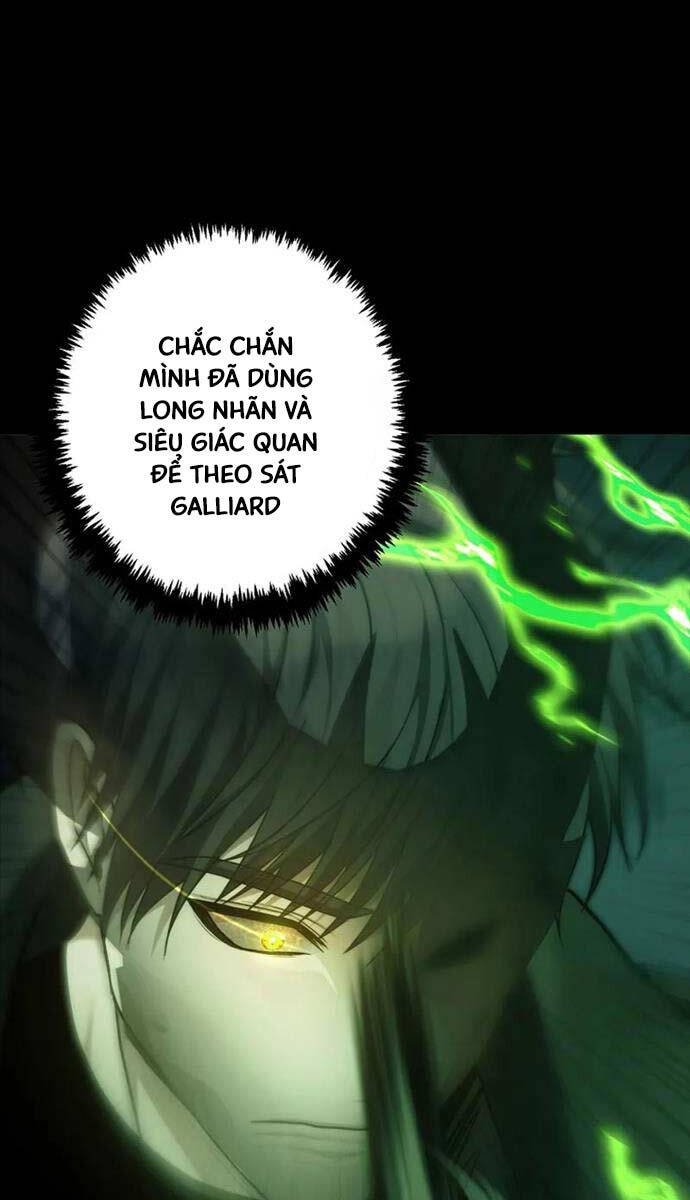 CHẮC CHẮN
MÌNH ĐÃ DÙNG
LONG NHÃN VÀ
SIÊU GIÁC QUAN
ĐỂ THEO SÁT
GALLIARD